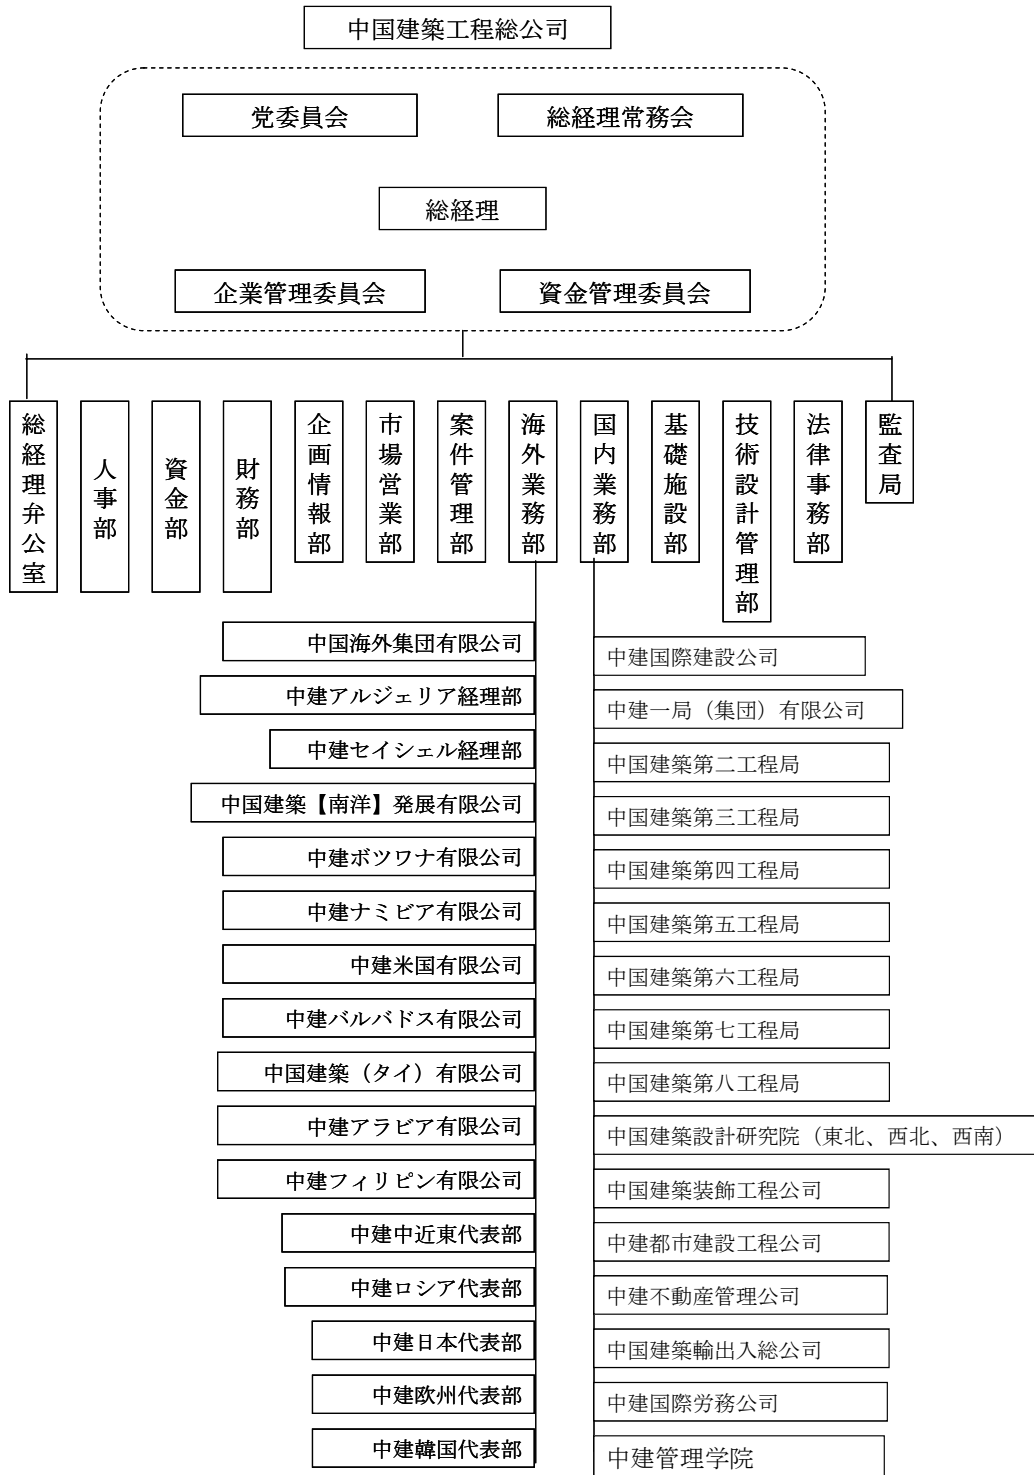 中国建築工程総公司
党委員会
総経理常務会
総経理
企業管理委員会
資金管理委員会
総経理弁公室
人事部
資金部
財務部
企画情報部
市場営業部
案件管理部
海外業務部
国内業務部
基礎施設部
技術設計管理部
法律事務部
監査局
中国海外集団有限公司
中建アルジェリア経理部
中建セイシェル経理部
中国建築【南洋】発展有限公司
中建ボツワナ有限公司
中建ナミビア有限公司
中建米国有限公司
中建バルバドス有限公司
中国建築（タイ）有限公司
中建アラビア有限公司
中建フィリピン有限公司
中建中近東代表部
中建ロシア代表部
中建日本代表部
中建欧州代表部
中建韓国代表部
中建国際建設公司
中建一局（集団）有限公司
中国建築第二工程局
中国建築第三工程局
中国建築第四工程局
中国建築第五工程局
中国建築第六工程局
中国建築第七工程局
中国建築第八工程局
中国建築設計研究院（東北、西北、西南）
中国建築装飾工程公司
中建都市建設工程公司
中建不動産管理公司
中国建築輸出入総公司
中建国際労務公司
中建管理学院